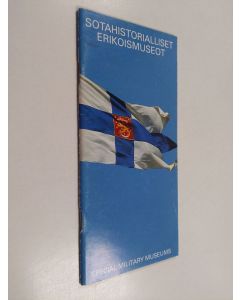 SOTAHISTORIALLISET
ERIKOISMUSEOT
SPECIAL MILITARY MUSEUMS